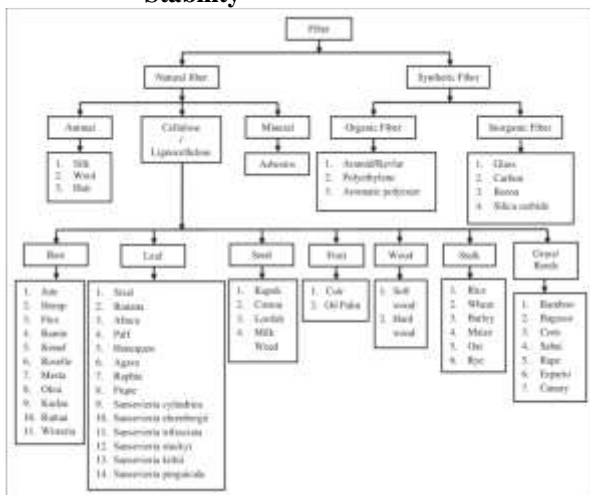 Stability
Fiber
Natural fiber
Synthetic Fiber
Animal
Cellulose
/
Lignocellulose
Mineral
Organic Fiber
Inorganic Fiber
1. Silk
2. Wool
3. Hair
Asbestos
1. Aramid/Kevlar
2. Polyethylene
3. Aromatic polyester
1. Glass
2. Carbon
3. Boron
4. Silica carbide
Bast
Leaf
Seed
Fruit
Wood
Stalk
Grass/
Reeds
1. Jute
2. Hemp
3. Flax
4. Ramie
5. Kenaf
6. Roselle
7. Mesta
8. Okra
9. Kudzu
10. Rattan
11. Wisteria
1. Sisal
2. Banana
3. Abaca
4. Palf
5. Henequen
6. Agave
7. Raphia
8. Pique
9. Sansevieria cylindrica
10. Sansevieria ehrenbergii
11. Sansevieria trifasciata
12. Sansevieria stuckyi
13. Sansevieria kirkii
14. Sansevieria pinguicula
1. Kapok
2. Cotton
3. Loofah
4. Milk
Weed
1. Coir
2. Oil Palm
1. Soft
wood
2. Hard
wood
1. Rice
2. Wheat
3. Barley
4. Maize
5. Oat
6. Rye
1. Bamboo
2. Bagasse
3. Corn
4. Sabai
5. Rape
6. Esparto
7. Canary